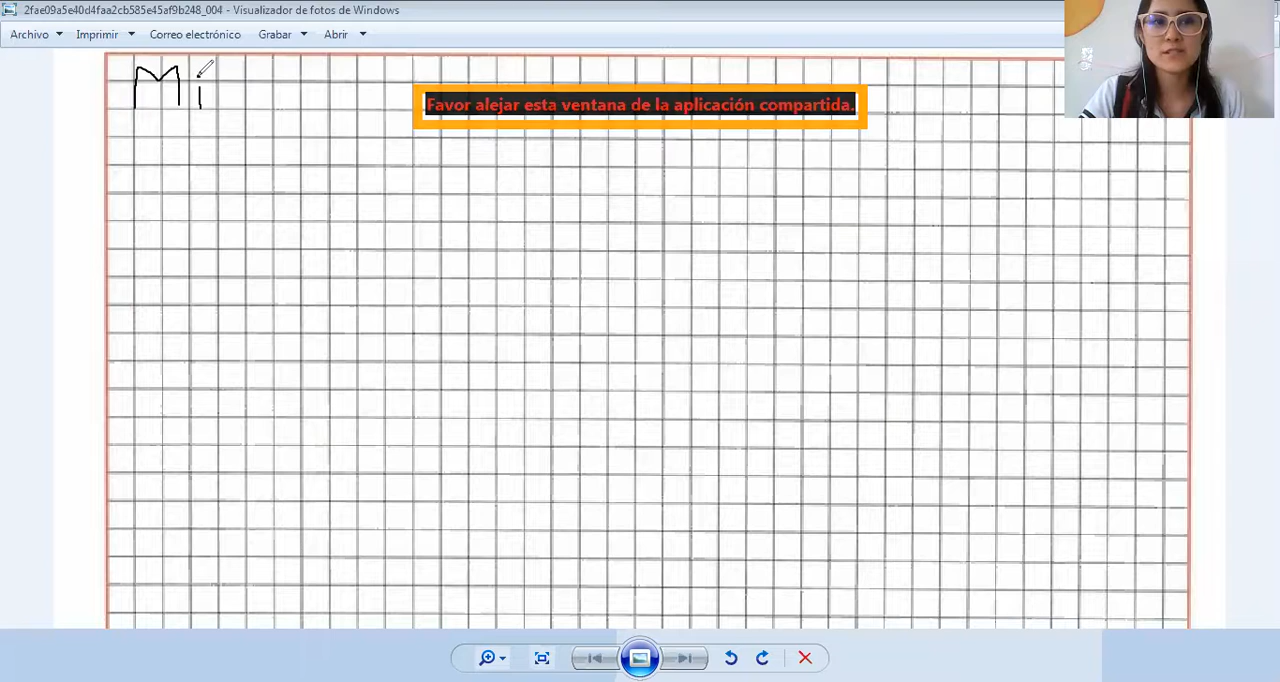 2fae09a5e40d4faa2cb585e45af9b248_004 - Visualizador de fotos de Windows
Archivo Imprimir Correo electrónico Grabar Abrir
Mi
Favor alejar esta ventana de la aplicación compartida.